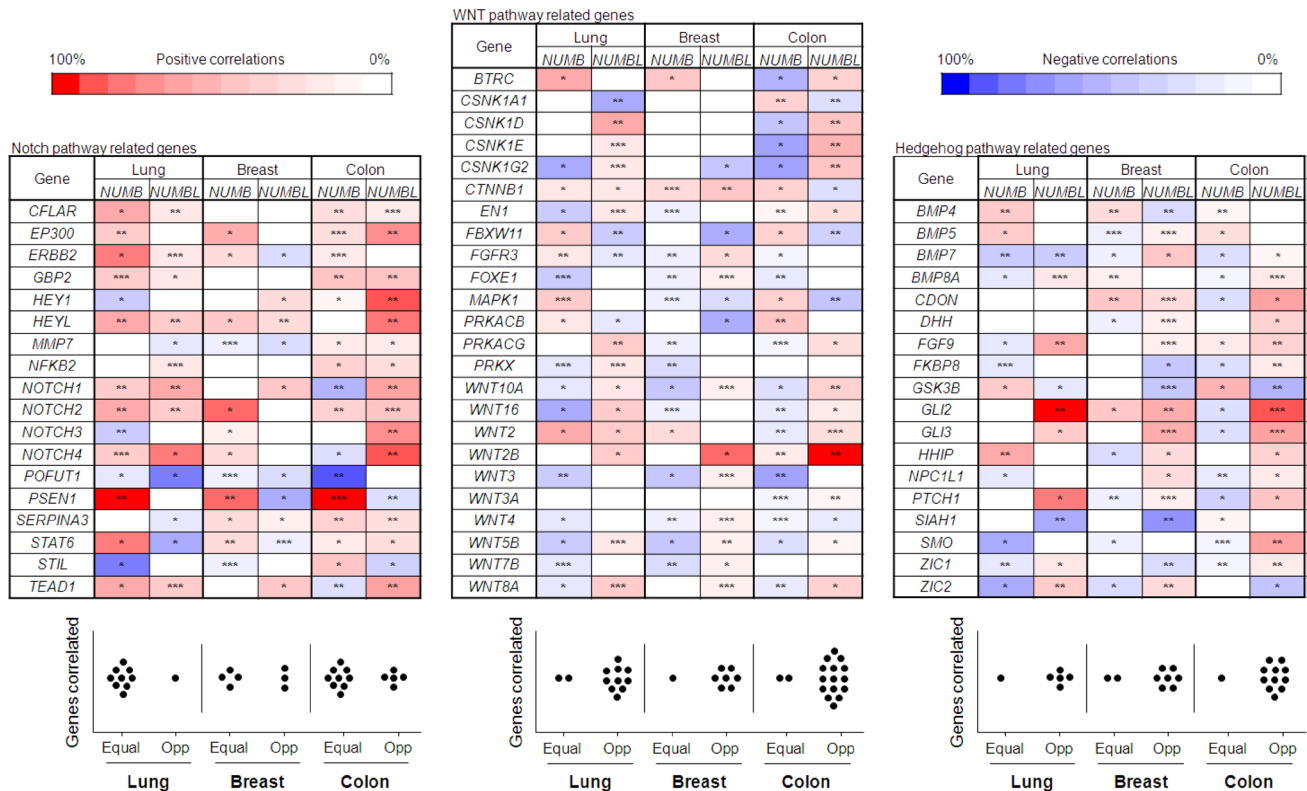 100% Positive correlations 0%
Notch pathway related genes
Gene Lung Breast Colon
NUMB NUMBL NUMB NUMBL NUMB NUMBL
CFLAR * ** ** ***
EP300 ** * *** **
ERBB2 * *** * * ***
GBP2 *** * ** **
HEY1 * * * **
HEYL ** ** * ** **
MMP7 * *** * * *
NFKB2 *** * *
NOTCH1 ** ** * ** **
NOTCH2 ** ** * ** ***
NOTCH3 ** * **
NOTCH4 *** * * * **
POFUT1 * * *** * **
PSEN1 ** ** * *** **
SERPINA3 * * * ** **
STAT6 * * ** *** * *
STIL * *** * *
TEAD1 * *** * ** **
WNT pathway related genes
Gene Lung Breast Colon
NUMB NUMBL NUMB NUMBL NUMB NUMBL
BTRC * * * *
CSNK1A1 ** ** **
CSNK1D ** * **
CSNK1E *** * **
CSNK1G2 * *** * * **
CTNNB1 * * *** ** * *
EN1 * *** *** ** *
FBXW11 * ** * * **
FGFR3 ** ** ** * ** *
FOXE1 *** * *** **
MAPK1 *** *** * * **
PRKACB * * * **
PRKACG ** * *** *
PRKX *** *** ** * *
WNT10A * * * *** * **
WNT16 * * *** * *
WNT2 * * * ** ***
WNT2B * * ** **
WNT3 ** * *** **
WNT3A *** **
WNT4 * ** ** *** *
WNT5B * *** * ** * *
WNT7B *** ** *
WNT8A * *** ** ** *
100% Negative correlations 0%
Hedgehog pathway related genes
Gene Lung Breast Colon
NUMB NUMBL NUMB NUMBL NUMB NUMBL
BMP4 ** ** ** **
BMP5 * *** *** *
BMP7 ** ** * * * *
BMP8A * *** ** * ***
CDON ** *** * *
DHH * *** *
FGF9 * ** *** * **
FKBP8 *** * * **
GSK3B * * *** * **
GLI2 ** * ** * ***
GLI3 * *** * ***
HHIP ** * * *
NPC1L1 * * * *
PTCH1 * ** *** * *
SIAH1 ** ** *
SMO * * *** **
ZIC1 ** * ** ** **
ZIC2 * ** * ** *
Genes correlated
Equal Opp Equal Opp Equal Opp
Lung Breast Colon
Genes correlated
Equal Opp Equal Opp Equal Opp
Lung Breast Colon
Genes correlated
Equal Opp Equal Opp Equal Opp
Lung Breast Colon